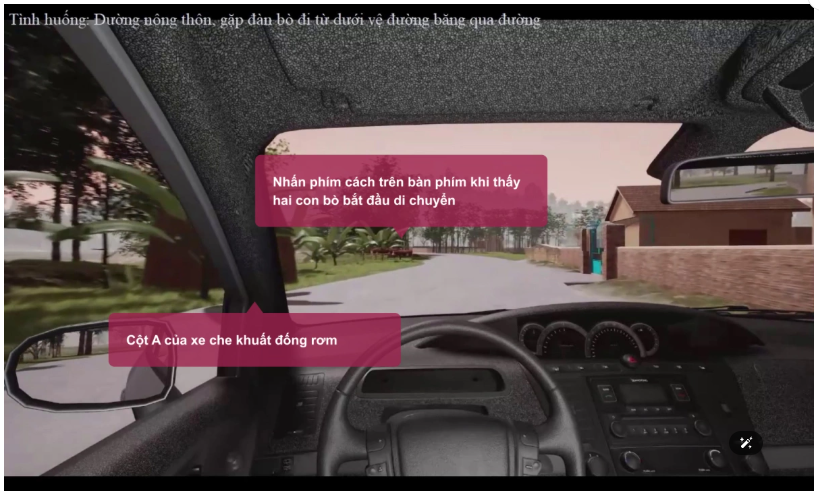 Tình huống: Đường nông thôn, gặp đàn bò đi từ dưới vệ đường băng qua đường
Nhấn phím cách trên bàn phím khi thấy
hai con bò bắt đầu di chuyển
Cột A của xe che khuất đống rơm